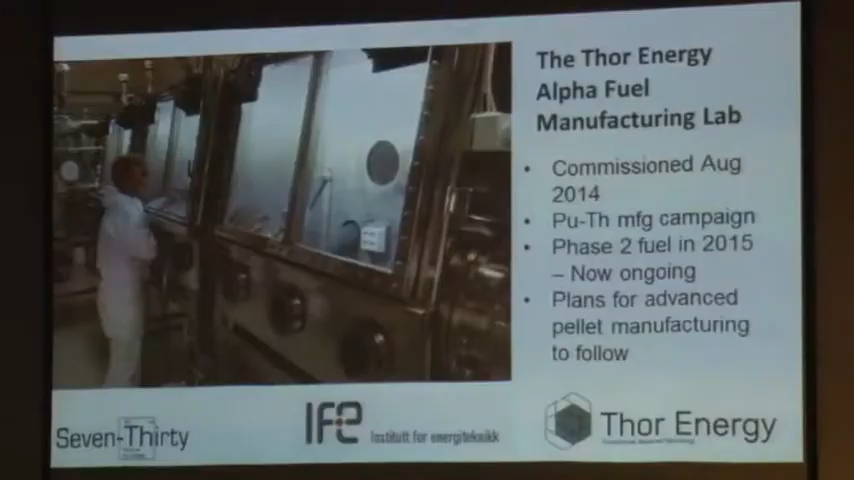 The Thor Energy
Alpha Fuel
Manufacturing Lab
• Commissioned Aug
2014
• Pu-Th mfg campaign
• Phase 2 fuel in 2015
– Now ongoing
• Plans for advanced
pellet manufacturing
to follow
Seven-Thirty
IFE Institutt for energiteknikk
Thor Energy